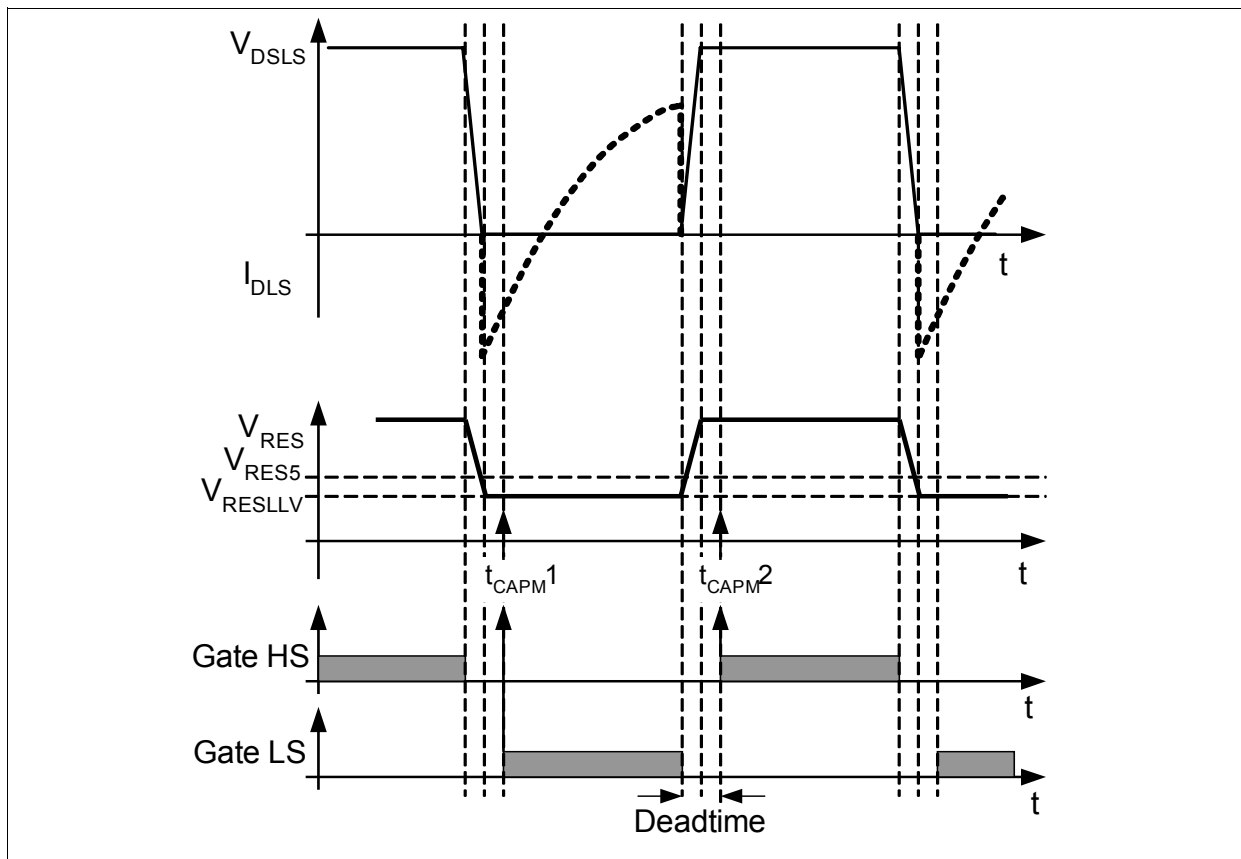 V_DSLS
t
I_DLS
V_RES
V_RES5
V_RESLLV
t
t_CAPM1 t_CAPM2
Gate HS
t
Gate LS
t
Deadtime